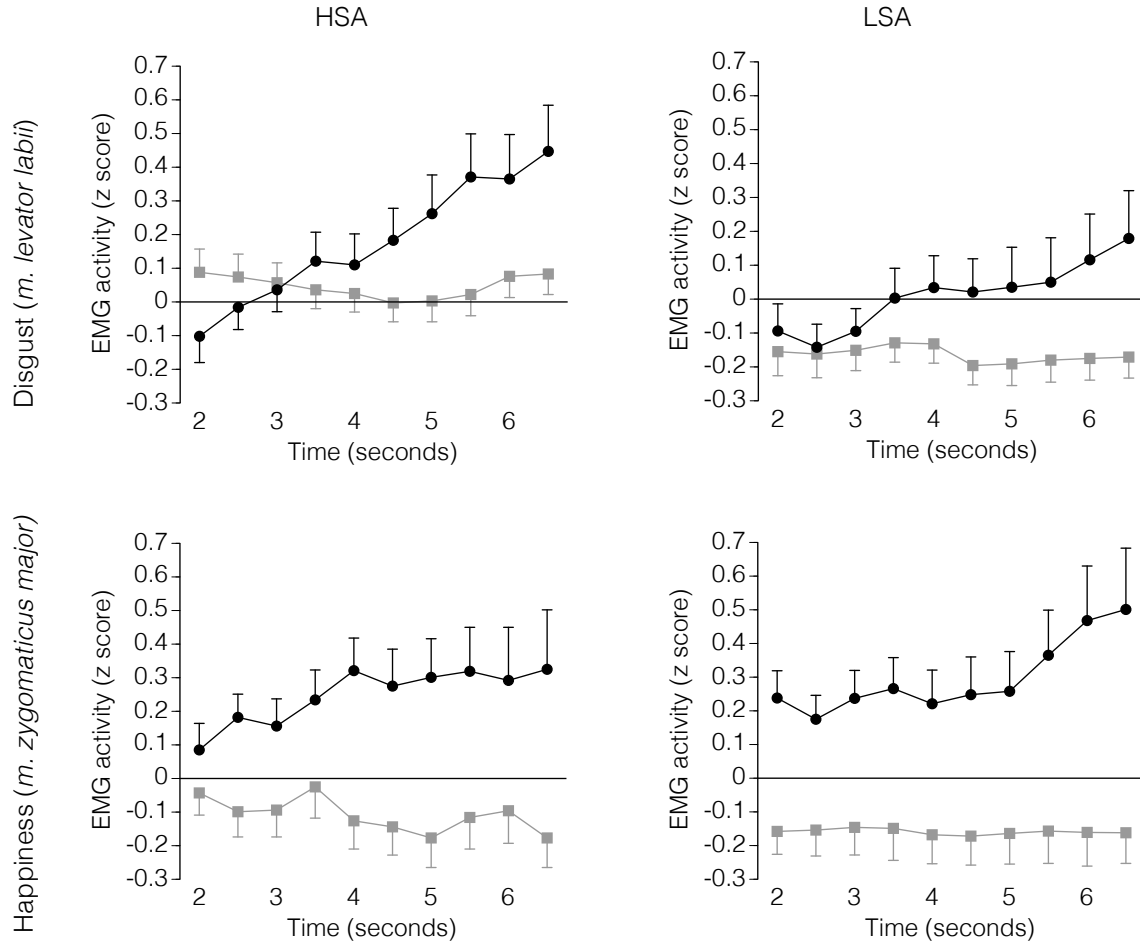 HSA
LSA
Disgust (m. levator labii)
EMG activity (z score)
0.7
0.6
0.5
0.4
0.3
0.2
0.1
0
-0.1
-0.2
-0.3
2 3 4 5 6
Time (seconds)
EMG activity (z score)
0.7
0.6
0.5
0.4
0.3
0.2
0.1
0
-0.1
-0.2
-0.3
2 3 4 5 6
Time (seconds)
Happiness (m. zygomaticus major)
EMG activity (z score)
0.7
0.6
0.5
0.4
0.3
0.2
0.1
0
-0.1
-0.2
-0.3
2 3 4 5 6
Time (seconds)
EMG activity (z score)
0.7
0.6
0.5
0.4
0.3
0.2
0.1
0
-0.1
-0.2
-0.3
2 3 4 5 6
Time (seconds)